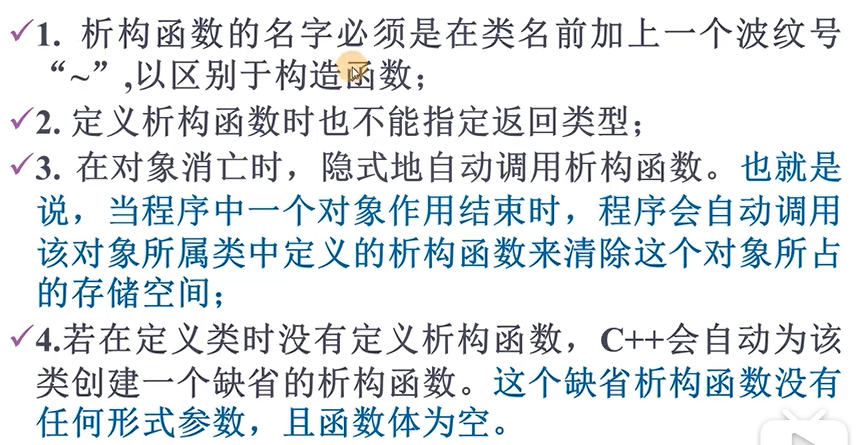 ✓1. 析构函数的名字必须是在类名前加上一个波纹号
“~”,以区别于构造函数；
✓2. 定义析构函数时也不能指定返回类型；
✓3. 在对象消亡时，隐式地自动调用析构函数。也就是
说，当程序中一个对象作用结束时，程序会自动调用
该对象所属类中定义的析构函数来清除这个对象所占
的存储空间；
✓4.若在定义类时没有定义析构函数，C++会自动为该
类创建一个缺省的析构函数。这个缺省析构函数没有
任何形式参数，且函数体为空。